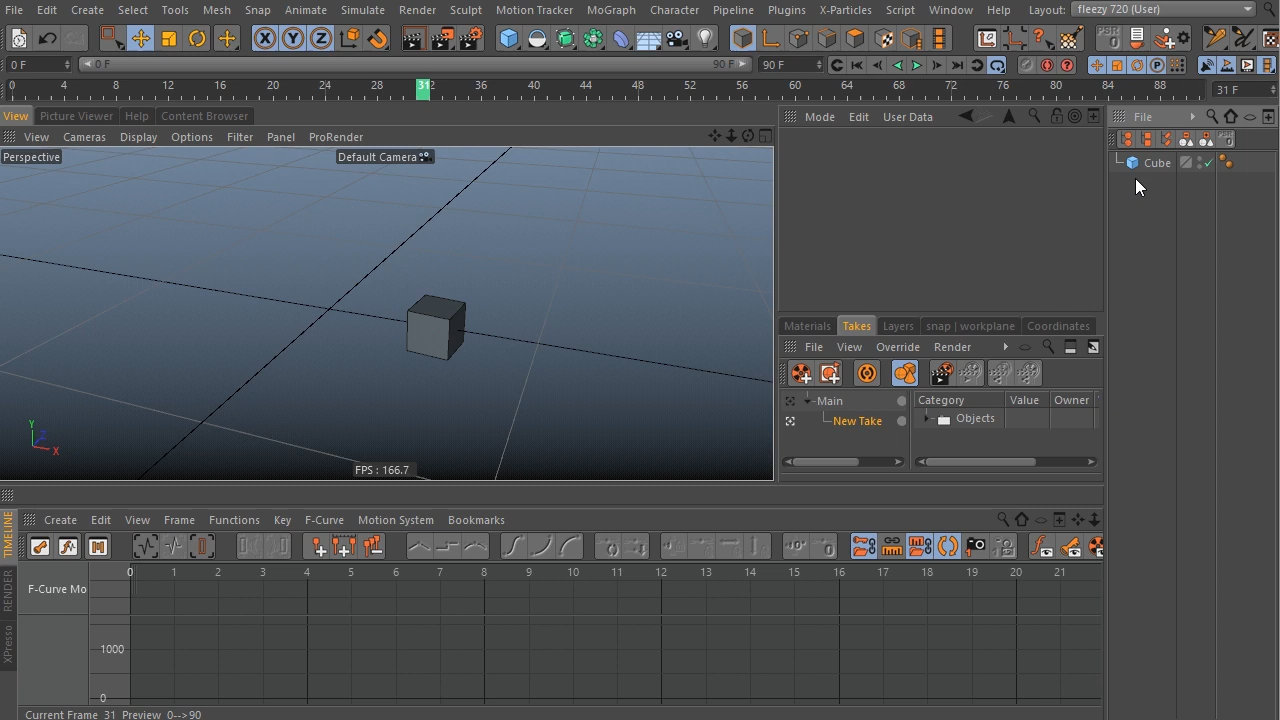 File Edit Create Select Tools Mesh Snap Animate Simulate Render Sculpt Motion Tracker MoGraph Character Pipeline Plugins X-Particles Script Window Help Layout: fleezy 720 (User)
X Y Z PSR 0
0 F 0 F 90 F 90 F
0 4 8 12 16 20 24 28 31 36 40 44 48 52 56 60 64 68 72 76 80 84 88 31 F
View Picture Viewer Help Content Browser
View Cameras Display Options Filter Panel ProRender
Mode Edit User Data
File
Perspective Default Camera
Cube
Materials Takes Layers snap | workplane Coordinates
File View Override Render
Main
New Take
Category Value Owner
Objects
Y
Z
X
FPS : 166.7
TIMELINE
RENDER
XPresso
Create Edit View Frame Functions Key F-Curve Motion System Bookmarks
0 1 2 3 4 5 6 7 8 9 10 11 12 13 14 15 16 17 18 19 20 21
F-Curve Mo
1000
0
Current Frame 31 Preview 0-->90